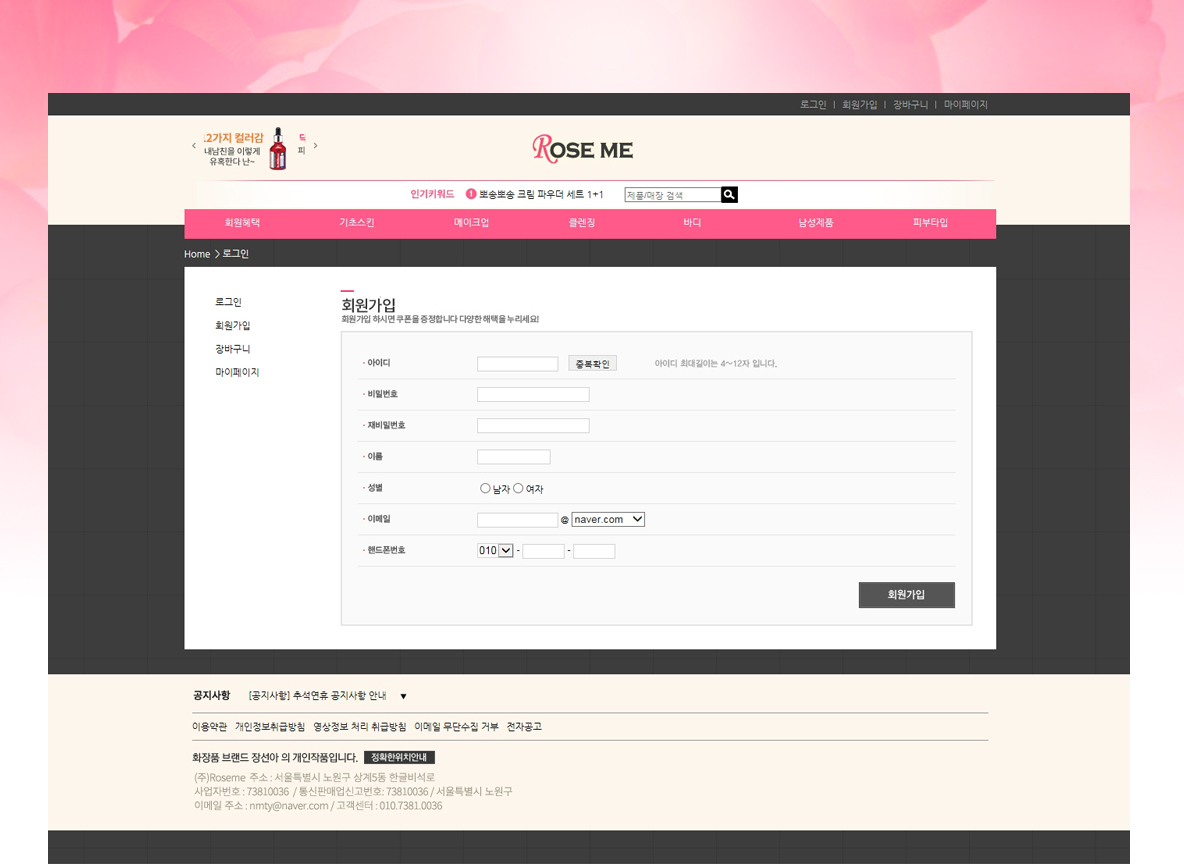 로그인 | 회원가입 | 장바구니 | 마이페이지
12가지 컬러감
내남진을 이렇게
유혹한다 난~
피
ROSE ME
인기키워드 1 뽀송뽀송 크림 파우더 세트 1+1 제품/매장 검색
회원혜택 기초스킨 메이크업 클렌징 바디 남성제품 피부타입
Home > 로그인
로그인
회원가입
장바구니
마이페이지
회원가입
회원가입 하시면 쿠폰을 증정합니다 다양한 해택을 누리세요!
· 아이디 중복확인 아이디 최대길이는 4~12자 입니다.
· 비밀번호
· 재비밀번호
· 이름
· 성별 남자 여자
· 이메일 @ naver.com
· 핸드폰번호 010 - -
회원가입
공지사항 [공지사항] 추석연휴 공지사항 안내 ▼
이용약관 개인정보취급방침 영상정보 처리 취급방침 이메일 무단수집 거부 전자공고
화장품 브랜드 장선아 의 개인작품입니다. 정확한위치안내
(주)Roseme 주소 : 서울특별시 노원구 상계5동 한글비석로
사업자번호 : 73810036 / 통신판매업신고번호: 73810036 / 서울특별시 노원구
이메일 주소 : nmty@naver.com / 고객센터 : 010.7381.0036